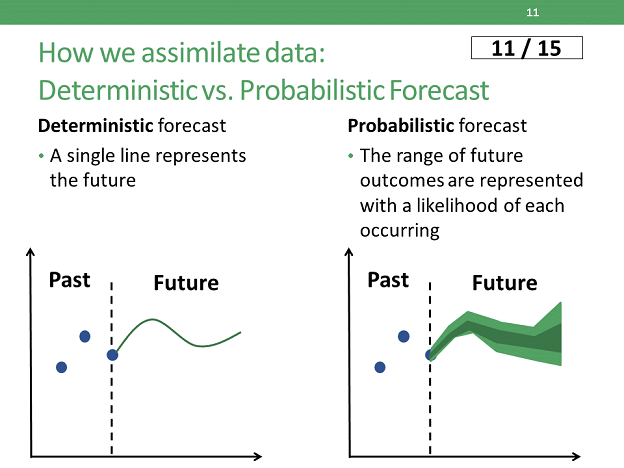 11
How we assimilate data:
11 / 15
Deterministic vs. Probabilistic Forecast
Deterministic forecast
• A single line represents
the future
Probabilistic forecast
• The range of future
outcomes are represented
with a likelihood of each
occurring
Past
Future
Past
Future